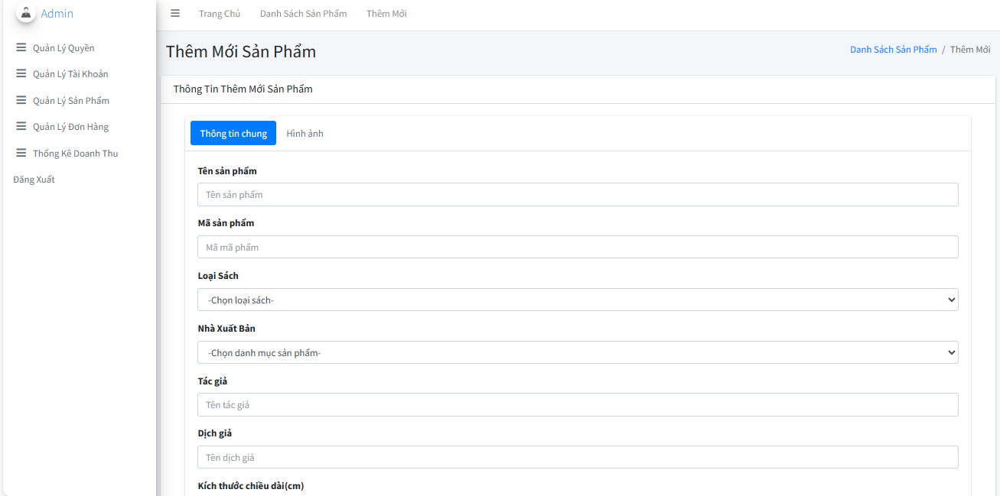 Admin
Quản Lý Quyền
Quản Lý Tài Khoản
Quản Lý Sản Phẩm
Quản Lý Đơn Hàng
Thống Kê Doanh Thu
Đăng Xuất
Trang Chủ Danh Sách Sản Phẩm Thêm Mới
Thêm Mới Sản Phẩm
Danh Sách Sản Phẩm / Thêm Mới
Thông Tin Thêm Mới Sản Phẩm
Thông tin chung Hình ảnh
Tên sản phẩm
Tên sản phẩm
Mã sản phẩm
Mã mã phẩm
Loại Sách
-Chọn loại sách-
Nhà Xuất Bản
-Chọn danh mục sản phẩm-
Tác giả
Tên tác giả
Dịch giả
Tên dịch giả
Kích thước chiều dài(cm)